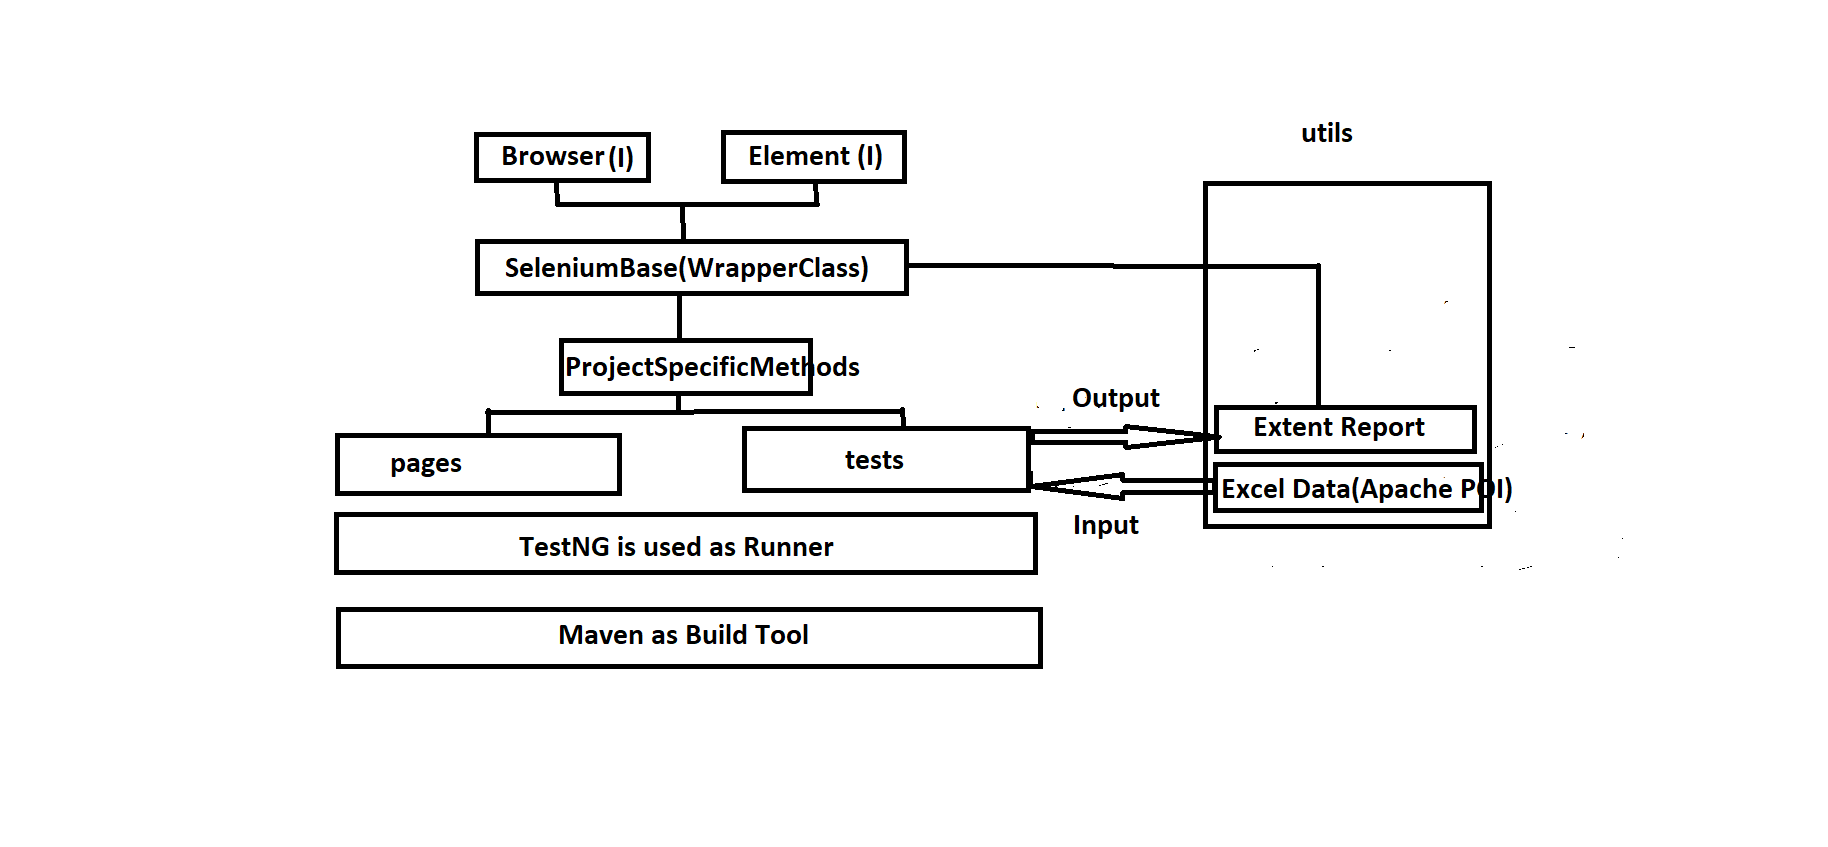 utils
Browser(I)
Element (I)
SeleniumBase(WrapperClass)
ProjectSpecificMethods
Output
Extent Report
pages
tests
Excel Data(Apache POI)
Input
TestNG is used as Runner
Maven as Build Tool